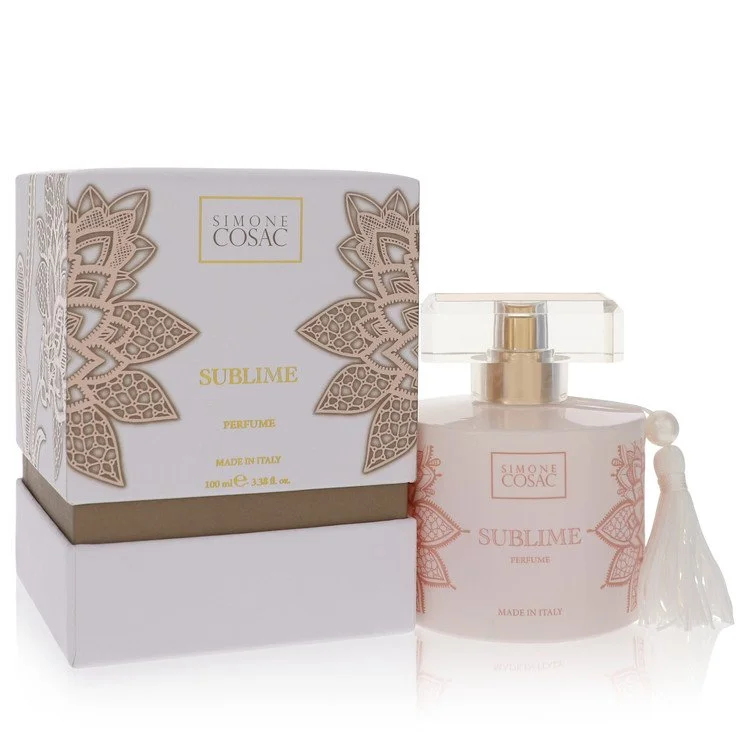 SIMONE
COSAC
SUBLIME
PERFUME
MADE IN ITALY
100 ml ℮ 3.38 fl. oz.
SIMONE
COSAC
SUBLIME
PERFUME
MADE IN ITALY